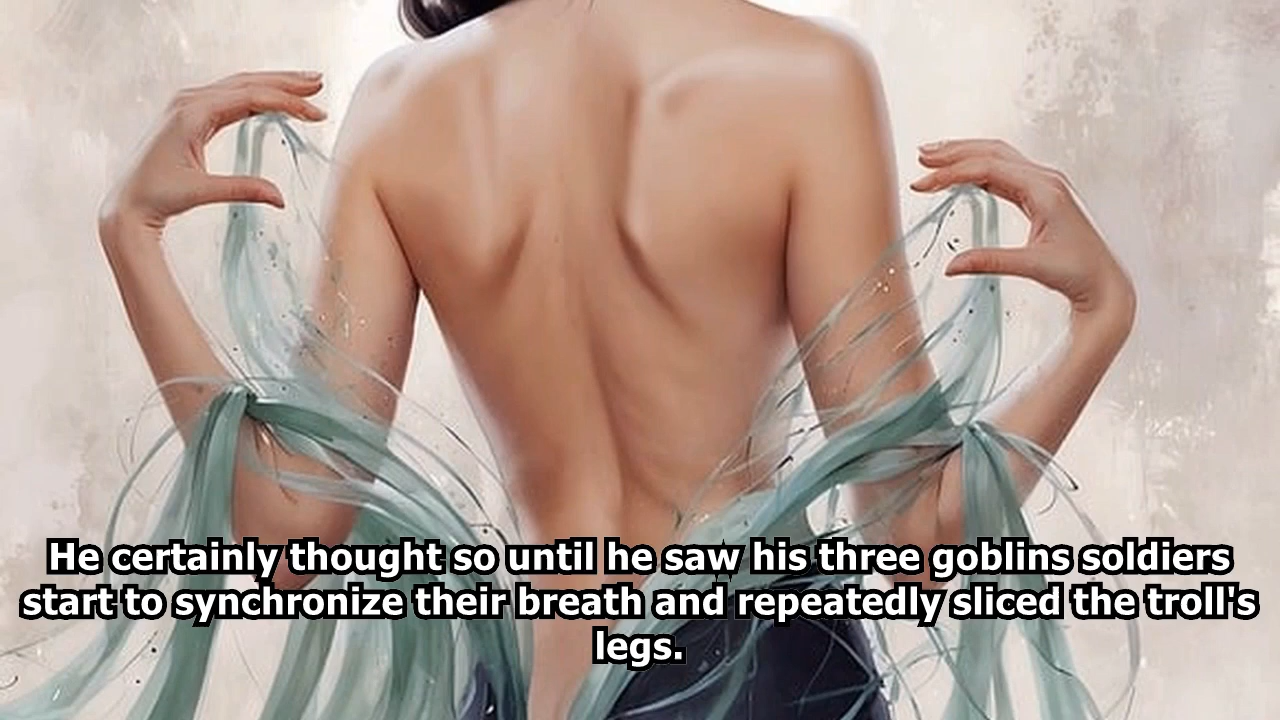 He certainly thought so until he saw his three goblins soldiers
start to synchronize their breath and repeatedly sliced the troll's
legs.